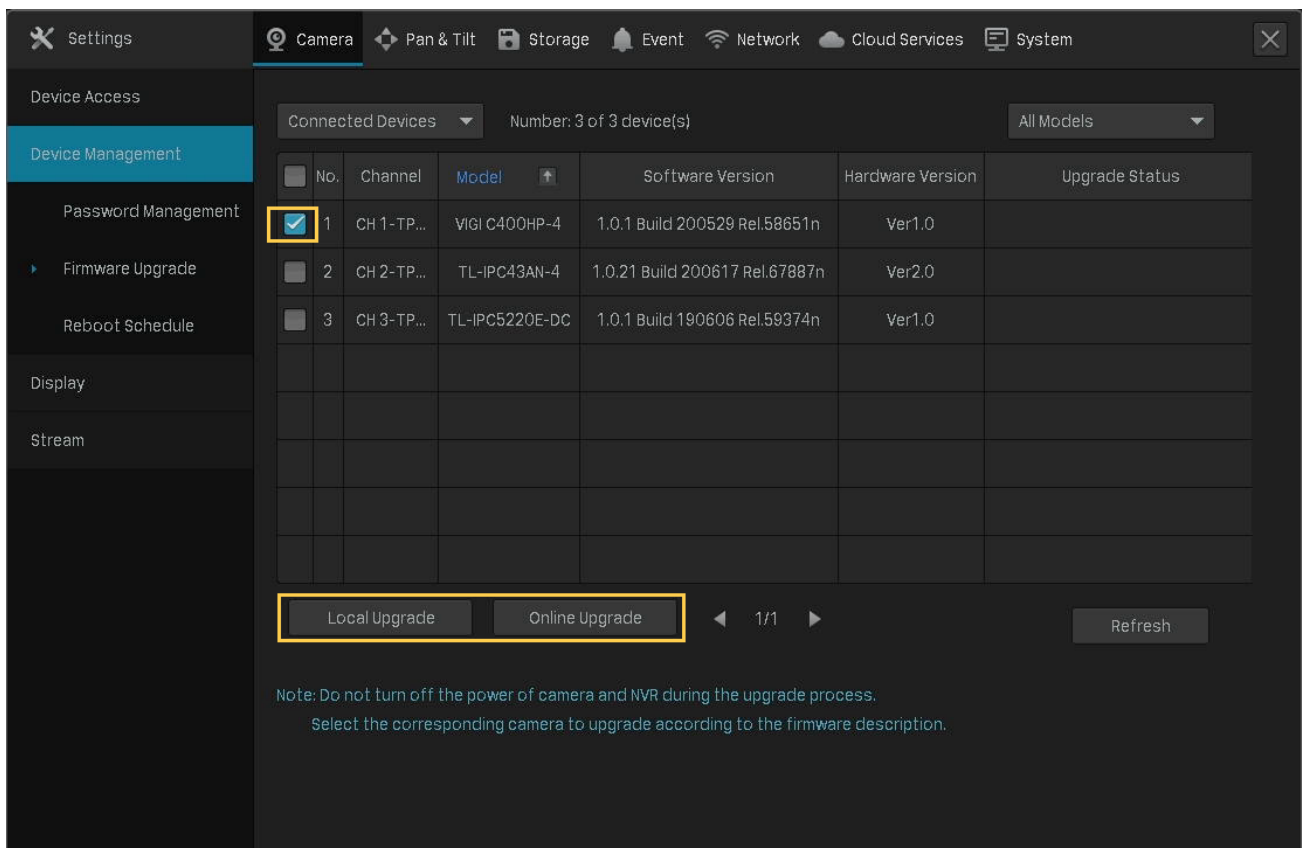 Settings Camera Pan & Tilt Storage Event Network Cloud Services System
Device Access
Device Management
Password Management
Firmware Upgrade
Reboot Schedule
Display
Stream
Connected Devices Number: 3 of 3 device(s) All Models
No. Channel Model Software Version Hardware Version Upgrade Status
1 CH 1-TP... VIGI C400HP-4 1.0.1 Build 200529 Rel.58651n Ver1.0
2 CH 2-TP... TL-IPC43AN-4 1.0.21 Build 200617 Rel.67887n Ver2.0
3 CH 3-TP... TL-IPC5220E-DC 1.0.1 Build 190606 Rel.59374n Ver1.0
Local Upgrade Online Upgrade 1/1 Refresh
Note: Do not turn off the power of camera and NVR during the upgrade process.
Select the corresponding camera to upgrade according to the firmware description.